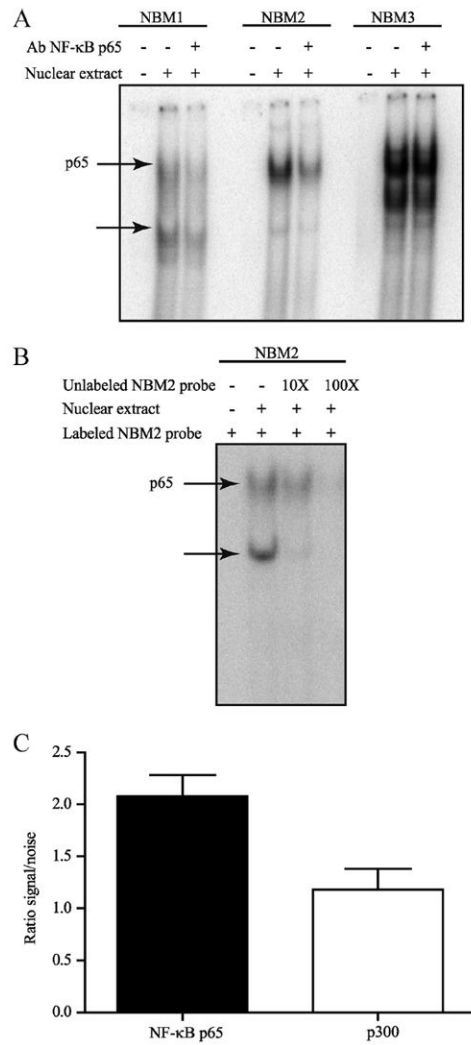 A
NBM1 NBM2 NBM3
Ab NF-κB p65 - - + - - + - - +
Nuclear extract - + + - + + - + +
p65
B
NBM2
Unlabeled NBM2 probe - - 10X 100X
Nuclear extract - + + +
Labeled NBM2 probe + + + +
p65
C
2.5
2.0
1.5
1.0
0.5
0.0
Ratio signal/noise
NF-κB p65 p300